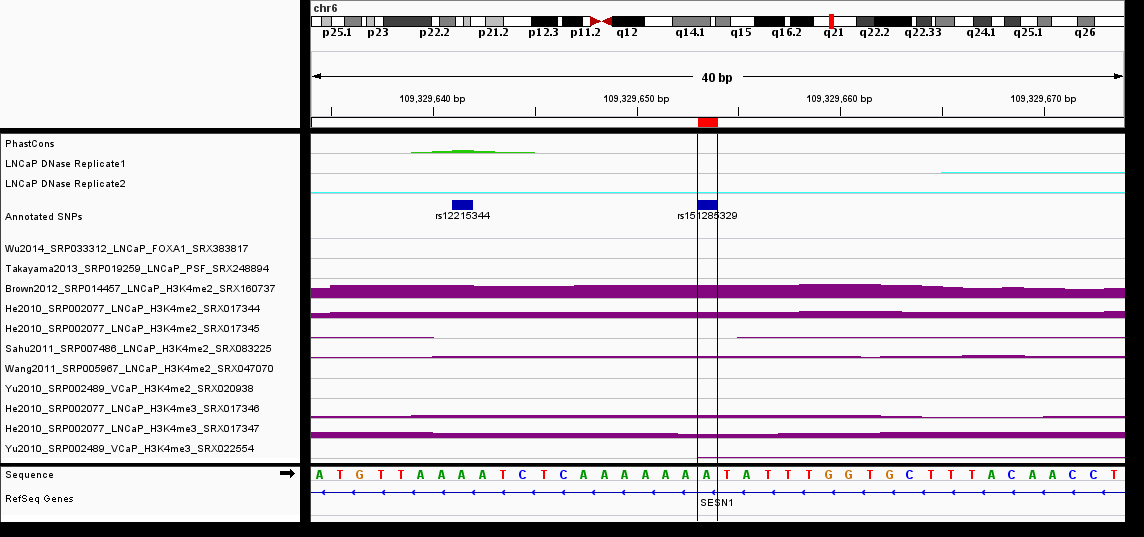 chr6
p25.1 p23 p22.2 p21.2 p12.3 p11.2 q12 q14.1 q15 q16.2 q21 q22.2 q22.33 q24.1 q25.1 q26
40 bp
109,329,640 bp 109,329,650 bp 109,329,660 bp 109,329,670 bp
PhastCons
LNCaP DNase Replicate1
LNCaP DNase Replicate2
Annotated SNPs
rs12215344 rs151285329
Wu2014_SRP033312_LNCaP_FOXA1_SRX383817
Takayama2013_SRP019259_LNCaP_PSF_SRX248894
Brown2012_SRP014457_LNCaP_H3K4me2_SRX160737
He2010_SRP002077_LNCaP_H3K4me2_SRX017344
He2010_SRP002077_LNCaP_H3K4me2_SRX017345
Sahu2011_SRP007486_LNCaP_H3K4me2_SRX083225
Wang2011_SRP005967_LNCaP_H3K4me2_SRX047070
Yu2010_SRP002489_VCaP_H3K4me2_SRX020938
He2010_SRP002077_LNCaP_H3K4me3_SRX017346
He2010_SRP002077_LNCaP_H3K4me3_SRX017347
Yu2010_SRP002489_VCaP_H3K4me3_SRX022554
Sequence A T G T T A A A A T C T C A A A A A A A T A T T T G G T G C T T T A C A A C C T
RefSeq Genes
SESN1